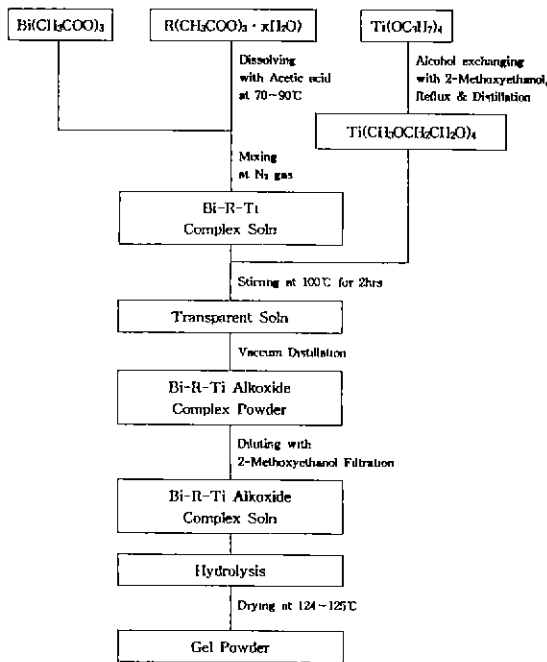 Bi(CH₃COO)₃
R(CH₃COO)₃ · xH₂O)
Ti(OC₃H₇)₄
Dissolving
with Acetic acid
at 70~90℃
Alcohol exchanging
with 2-Methoxyethanol,
Reflux & Distillation
Ti(CH₃OCH₂CH₂O)₄
Mixing
at N₂ gas
Bi-R-Ti
Complex Soln
Stirring at 100℃ for 2hrs
Transparent Soln
Vaccum Distillation
Bi-R-Ti Alkoxide
Complex Powder
Diluting with
2-Methoxyethanol Filtration
Bi-R-Ti Alkoxide
Complex Soln
Hydrolysis
Drying at 124~125℃
Gel Powder